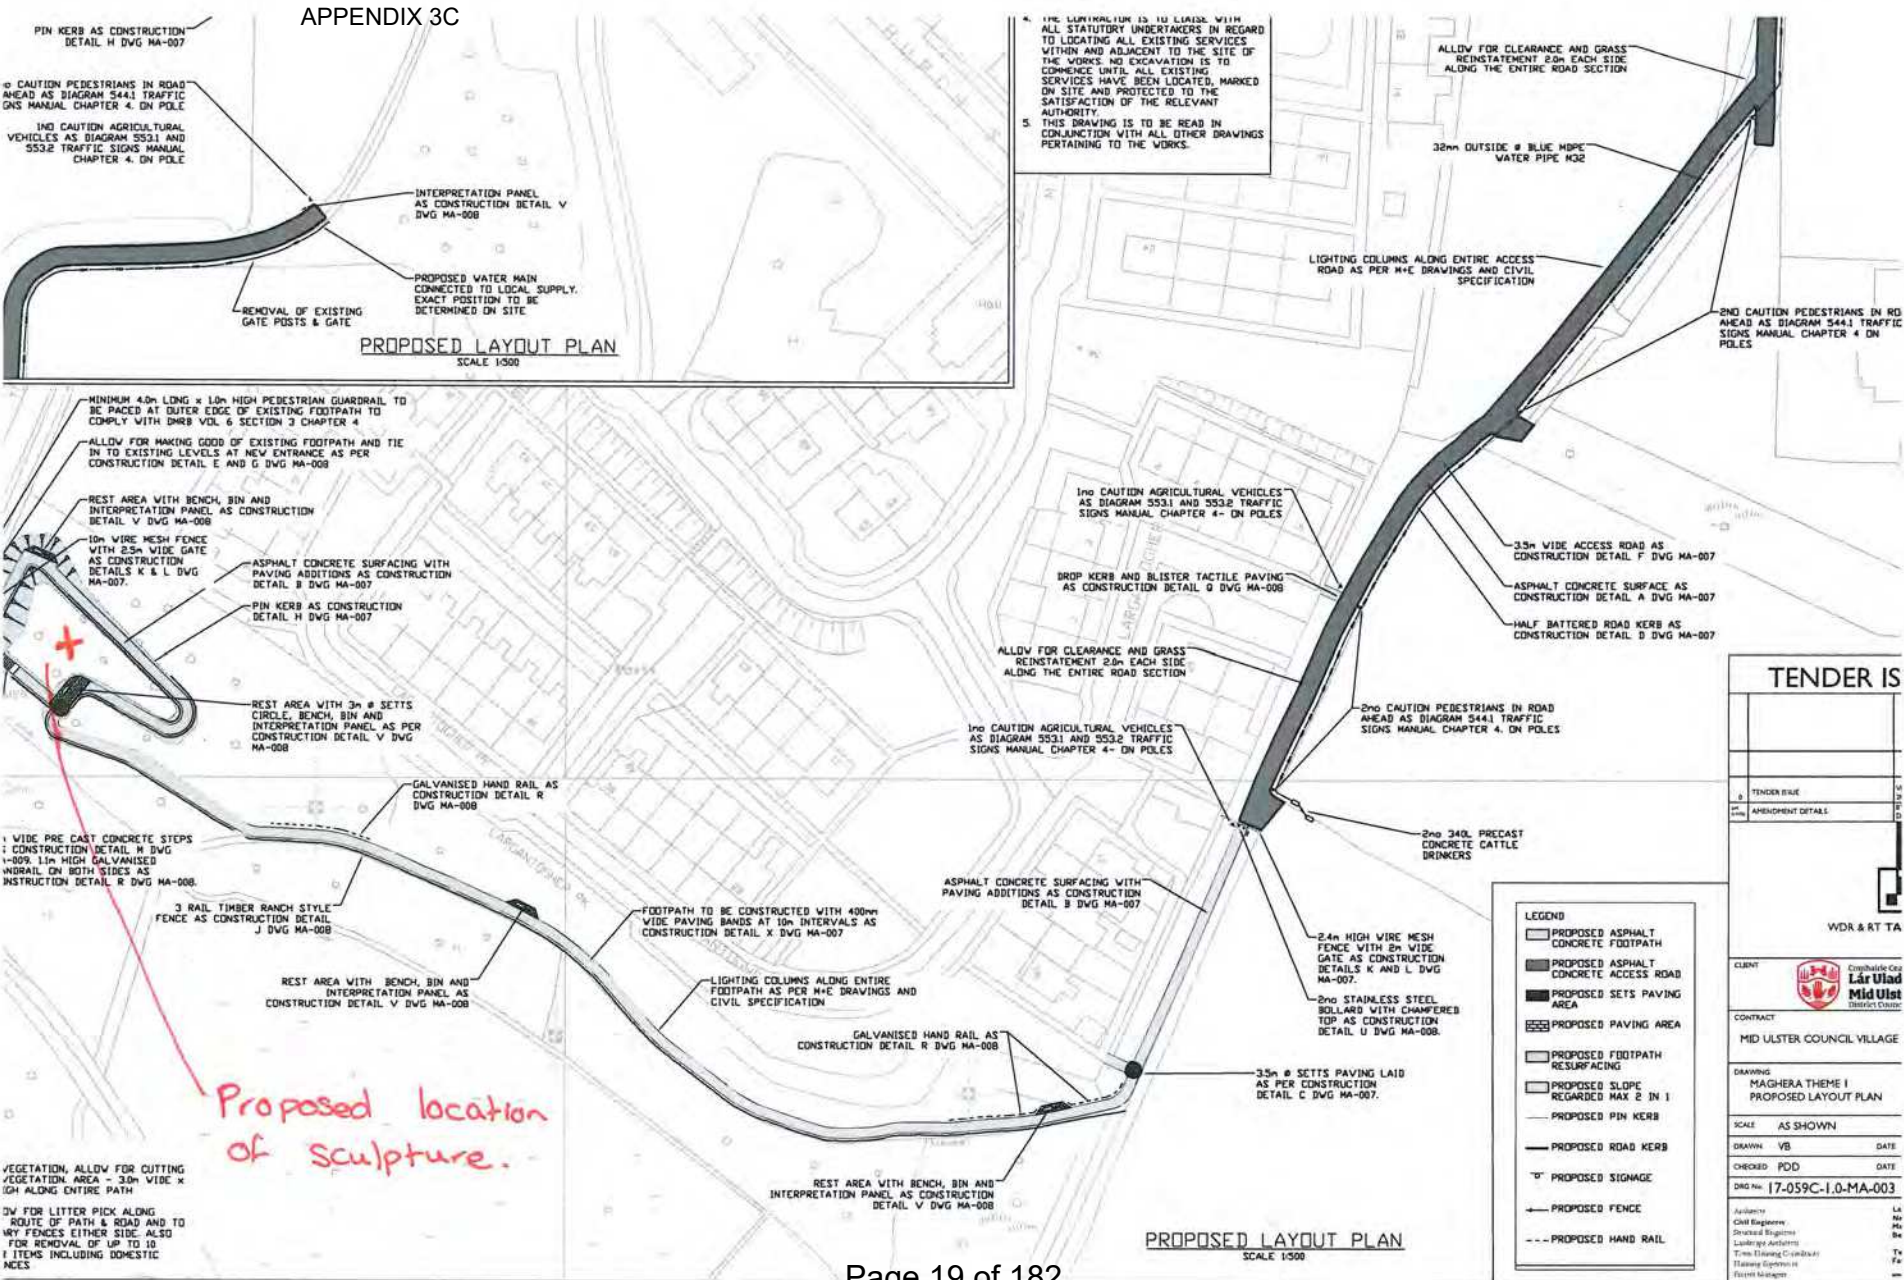 APPENDIX 3C
PIN KERB AS CONSTRUCTION
DETAIL H DWG MA-007
CAUTION PEDESTRIANS IN ROAD
AHEAD AS DIAGRAM 544.1 TRAFFIC
MANUAL CHAPTER 4. ON POLE
1NO CAUTION AGRICULTURAL
VEHICLES AS DIAGRAM 553.1 AND
553.2 TRAFFIC SIGNS MANUAL
CHAPTER 4. ON POLE
INTERPRETATION PANEL
AS CONSTRUCTION DETAIL V
DWG MA-008
PROPOSED WATER MAIN
CONNECTED TO LOCAL SUPPLY.
EXACT POSITION TO BE
DETERMINED ON SITE
REMOVAL OF EXISTING
GATE POSTS & GATE
PROPOSED LAYOUT PLAN
SCALE 1:500
4. THE CONTRACTOR IS TO LIAISE WITH
ALL STATUTORY UNDERTAKERS IN REGARD
TO LOCATING ALL EXISTING SERVICES
WITHIN AND ADJACENT TO THE SITE OF
THE WORKS. NO EXCAVATION IS TO
COMMENCE UNTIL ALL EXISTING
SERVICES HAVE BEEN LOCATED, MARKED
ON SITE AND PROTECTED TO THE
SATISFACTION OF THE RELEVANT
AUTHORITY.
5. THIS DRAWING IS TO BE READ IN
CONJUNCTION WITH ALL OTHER DRAWINGS
PERTAINING TO THE WORKS.
ALLOW FOR CLEARANCE AND GRASS
REINSTATEMENT 2.0m EACH SIDE
ALONG THE ENTIRE ROAD SECTION
32mm OUTSIDE ø BLUE MDPE
WATER PIPE M32
LIGHTING COLUMNS ALONG ENTIRE ACCESS
ROAD AS PER M+E DRAWINGS AND CIVIL
SPECIFICATION
2NO CAUTION PEDESTRIANS IN
AHEAD AS DIAGRAM 544.1 TRAFFIC
SIGNS MANUAL CHAPTER 4 ON
POLES
MINIMUM 4.0m LONG x 1.0m HIGH PEDESTRIAN GUARDRAIL TO
BE PACED AT OUTER EDGE OF EXISTING FOOTPATH TO
COMPLY WITH DMRB VOL 6 SECTION 3 CHAPTER 4
ALLOW FOR MAKING GOOD OF EXISTING FOOTPATH AND TIE
IN TO EXISTING LEVELS AT NEW ENTRANCE AS PER
CONSTRUCTION DETAIL E AND G DWG MA-008
REST AREA WITH BENCH, BIN AND
INTERPRETATION PANEL AS CONSTRUCTION
DETAIL V DWG MA-008
10m WIRE MESH FENCE
WITH 2.5m WIDE GATE
AS CONSTRUCTION
DETAILS K & L DWG
MA-007.
ASPHALT CONCRETE SURFACING WITH
PAVING ADDITIONS AS CONSTRUCTION
DETAIL B DWG MA-007
PIN KERB AS CONSTRUCTION
DETAIL H DWG MA-007
REST AREA WITH 3m ø SETTS
CIRCLE, BENCH, BIN AND
INTERPRETATION PANEL AS PER
CONSTRUCTION DETAIL V DWG
MA-008
GALVANISED HAND RAIL AS
CONSTRUCTION DETAIL R
DWG MA-008
WIDE PRE CAST CONCRETE STEPS
CONSTRUCTION DETAIL M DWG
1.1m HIGH GALVANISED
ON BOTH SIDES AS
DETAIL R DWG MA-008.
3 RAIL TIMBER RANCH STYLE
FENCE AS CONSTRUCTION DETAIL
J DWG MA-008
LARGANTOGHER PK
REST AREA WITH BENCH, BIN AND
INTERPRETATION PANEL AS
CONSTRUCTION DETAIL V DWG MA-008
FOOTPATH TO BE CONSTRUCTED WITH 400mm
WIDE PAVING BANDS AT 10m INTERVALS AS
CONSTRUCTION DETAIL X DWG MA-007
LIGHTING COLUMNS ALONG ENTIRE
FOOTPATH AS PER M+E DRAWINGS AND
CIVIL SPECIFICATION
GALVANISED HAND RAIL AS
CONSTRUCTION DETAIL R DWG MA-008
Proposed location
of sculpture.
REST AREA WITH BENCH, BIN AND
INTERPRETATION PANEL AS CONSTRUCTION
DETAIL V DWG MA-008
VEGETATION, ALLOW FOR CUTTING
VEGETATION. AREA - 3.0m WIDE x
ALONG ENTIRE PATH
FOR LITTER PICK ALONG
ROUTE OF PATH & ROAD AND TO
FENCES EITHER SIDE. ALSO
FOR REMOVAL OF UP TO 10
ITEMS INCLUDING DOMESTIC
1no CAUTION AGRICULTURAL VEHICLES
AS DIAGRAM 553.1 AND 553.2 TRAFFIC
SIGNS MANUAL CHAPTER 4- ON POLES
DROP KERB AND BLISTER TACTILE PAVING
AS CONSTRUCTION DETAIL Q DWG MA-008
ALLOW FOR CLEARANCE AND GRASS
REINSTATEMENT 2.0m EACH SIDE
ALONG THE ENTIRE ROAD SECTION
1no CAUTION AGRICULTURAL VEHICLES
AS DIAGRAM 553.1 AND 553.2 TRAFFIC
SIGNS MANUAL CHAPTER 4- ON POLES
3.5m WIDE ACCESS ROAD AS
CONSTRUCTION DETAIL F DWG MA-007
ASPHALT CONCRETE SURFACE AS
CONSTRUCTION DETAIL A DWG MA-007
HALF BATTERED ROAD KERB AS
CONSTRUCTION DETAIL D DWG MA-007
2no CAUTION PEDESTRIANS IN ROAD
AHEAD AS DIAGRAM 544.1 TRAFFIC
SIGNS MANUAL CHAPTER 4. ON POLES
2no 340L PRECAST
CONCRETE CATTLE
DRINKERS
ASPHALT CONCRETE SURFACING WITH
PAVING ADDITIONS AS CONSTRUCTION
DETAIL B DWG MA-007
2.4m HIGH WIRE MESH
FENCE WITH 2m WIDE
GATE AS CONSTRUCTION
DETAILS K AND L DWG
MA-007.
2no STAINLESS STEEL
BOLLARD WITH CHAMFERED
TOP AS CONSTRUCTION
DETAIL U DWG MA-008.
3.5m ø SETTS PAVING LAID
AS PER CONSTRUCTION
DETAIL C DWG MA-007.
PROPOSED LAYOUT PLAN
SCALE 1:500
LEGEND
PROPOSED ASPHALT
CONCRETE FOOTPATH
PROPOSED ASPHALT
CONCRETE ACCESS ROAD
PROPOSED SETS PAVING
AREA
PROPOSED PAVING AREA
PROPOSED FOOTPATH
RESURFACING
PROPOSED SLOPE
REGARDED MAX 2 IN 1
PROPOSED PIN KERB
PROPOSED ROAD KERB
PROPOSED SIGNAGE
PROPOSED FENCE
PROPOSED HAND RAIL
TENDER IS
0 TENDER ISSUE
AMENDMENT DETAILS
WDR & RT TA
CLIENT
Comhairle
Lár Uladh
Mid Ulst
District
CONTRACT
MID ULSTER COUNCIL VILLAGE
DRAWING
MAGHERA THEME 1
PROPOSED LAYOUT PLAN
SCALE AS SHOWN
DRAWN VB DATE
CHECKED PDD DATE
DRG No. 17-059C-1.0-MA-003
Architects
Civil Engineers
Structural Engineers
Landscape Architects
Page 19 of 182